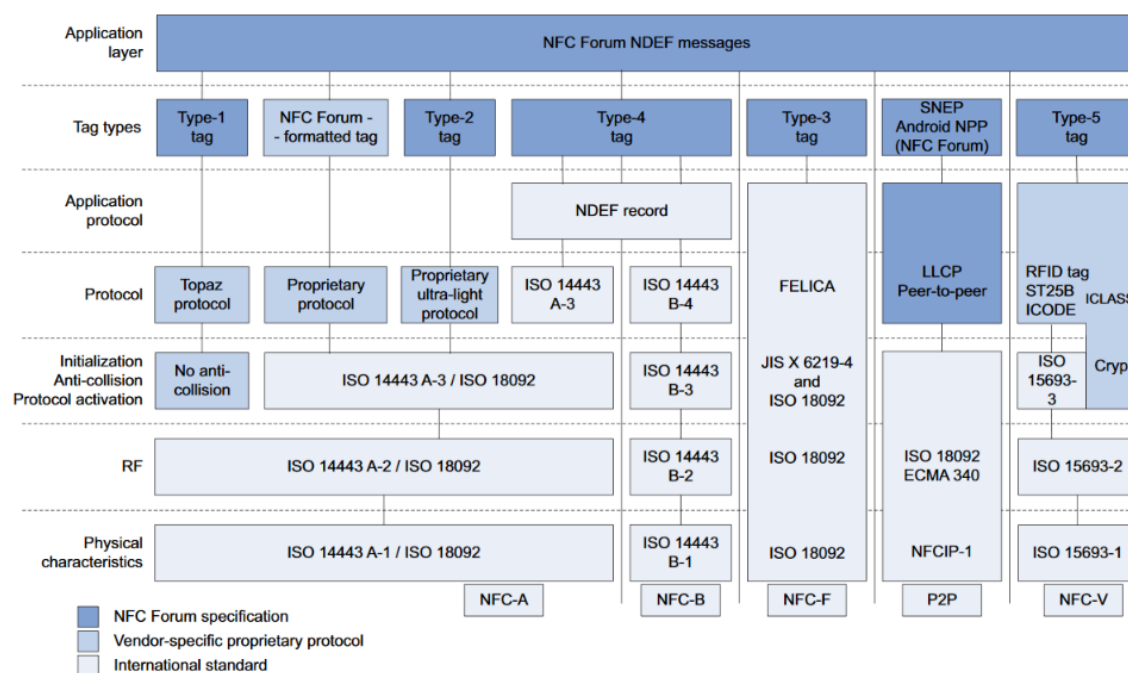 Application
layer
NFC Forum NDEF messages
Tag types
Type-1
tag
NFC Forum -
- formatted tag
Type-2
tag
Type-4
tag
Type-3
tag
SNEP
Android NPP
(NFC Forum)
Type-5
tag
Application
protocol
NDEF record
Protocol
Topaz
protocol
Proprietary
protocol
Proprietary
ultra-light
protocol
ISO 14443
A-3
ISO 14443
B-4
FELICA
LLCP
Peer-to-peer
RFID tag
ST25B
ICODE
ICLASS
Initialization
Anti-collision
Protocol activation
No anti-
collision
ISO 14443 A-3 / ISO 18092
ISO 14443
B-3
JIS X 6219-4
and
ISO 18092
ISO
15693-
3
Cryp
RF
ISO 14443 A-2 / ISO 18092
ISO 14443
B-2
ISO 18092
ISO 18092
ECMA 340
ISO 15693-2
Physical
characteristics
ISO 14443 A-1 / ISO 18092
ISO 14443
B-1
ISO 18092
NFCIP-1
ISO 15693-1
NFC-A
NFC-B
NFC-F
P2P
NFC-V
NFC Forum specification
Vendor-specific proprietary protocol
International standard